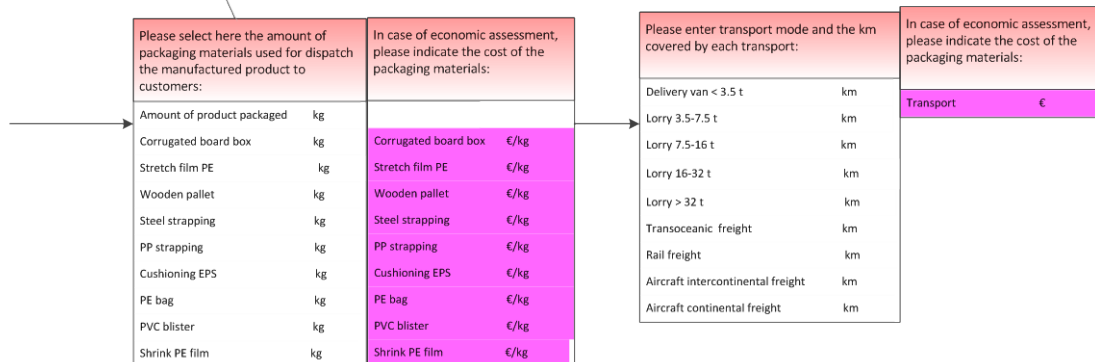 Please select here the amount of
packaging materials used for dispatch
the manufactured product to
customers:
Amount of product packaged kg
Corrugated board box kg
Stretch film PE kg
Wooden pallet kg
Steel strapping kg
PP strapping kg
Cushioning EPS kg
PE bag kg
PVC blister kg
Shrink PE film kg
In case of economic assessment,
please indicate the cost of the
packaging materials:
Corrugated board box €/kg
Stretch film PE €/kg
Wooden pallet €/kg
Steel strapping €/kg
PP strapping €/kg
Cushioning EPS €/kg
PE bag €/kg
PVC blister €/kg
Shrink PE film €/kg
Please enter transport mode and the km
covered by each transport:
Delivery van < 3.5 t km
Lorry 3.5-7.5 t km
Lorry 7.5-16 t km
Lorry 16-32 t km
Lorry > 32 t km
Transoceanic freight km
Rail freight km
Aircraft intercontinental freight km
Aircraft continental freight km
In case of economic assessment,
please indicate the cost of the
packaging materials:
Transport €